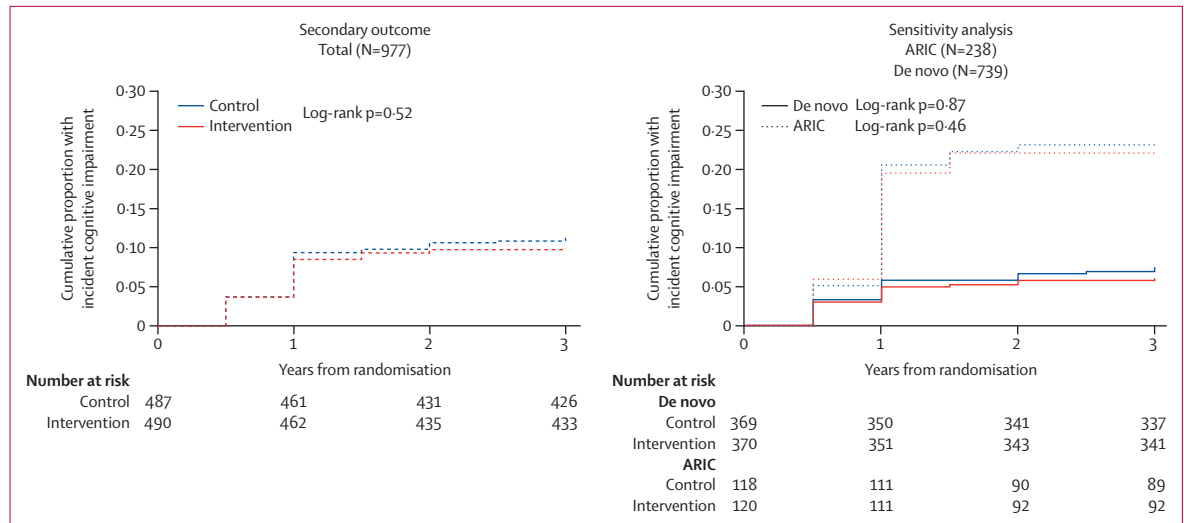 Secondary outcome
Total (N=977)
Cumulative proportion with
incident cognitive impairment
0·30
0·25
0·20
0·15
0·10
0·05
0
Control
Intervention
Log-rank p=0·52
0 1 2 3
Years from randomisation
Number at risk
Control 487 461 431 426
Intervention 490 462 435 433
Sensitivity analysis
ARIC (N=238)
De novo (N=739)
Cumulative proportion with
incident cognitive impairment
0·30
0·25
0·20
0·15
0·10
0·05
0
De novo Log-rank p=0·87
ARIC Log-rank p=0·46
0 1 2 3
Years from randomisation
Number at risk
De novo
Control 369 350 341 337
Intervention 370 351 343 341
ARIC
Control 118 111 90 89
Intervention 120 111 92 92